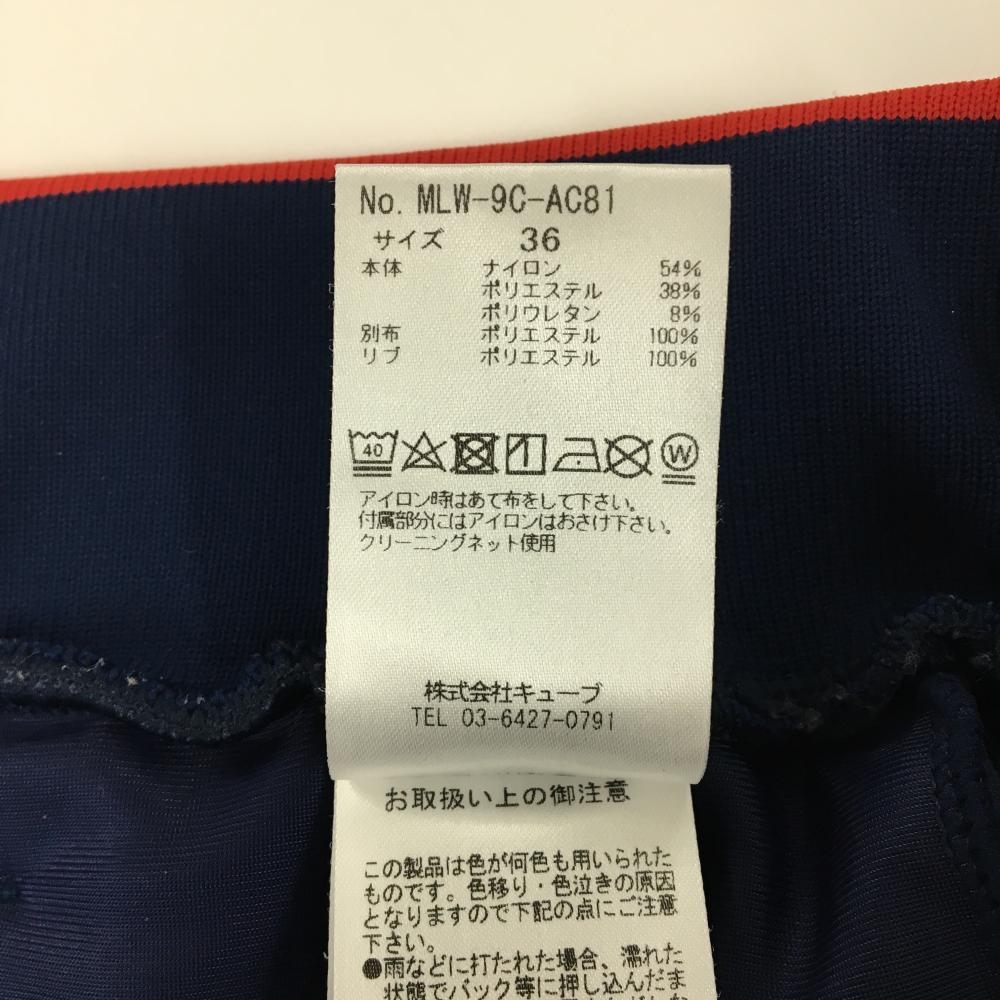 No. MLW-9C-AC81
サイズ 36
本体 ナイロン 54%
ポリエステル 38%
ポリウレタン 8%
別布 ポリエステル 100%
リブ ポリエステル 100%
40 W
アイロン時はあて布をして下さい。
付属部分にはアイロンはおさけ下さい。
クリーニングネット使用
株式会社キューブ
TEL 03-6427-0791
お取扱い上の御注意
この製品は色が何色も用いられた
ものです。色移り・色泣きの原因
となりますので下記の点にご注意
下さい。
●雨などに打たれた場合、濡れた
状態でバック等に押し込んだま